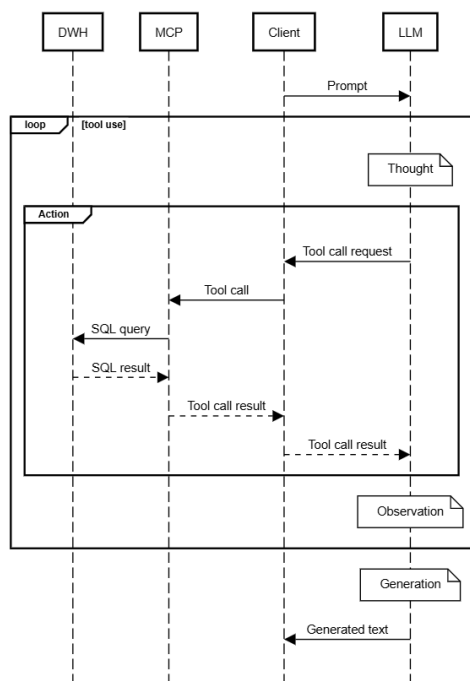 DWH MCP Client LLM
Prompt
loop [tool use]
Thought
Action
Tool call request
Tool call
SQL query
SQL result
Tool call result
Tool call result
Observation
Generation
Generated text